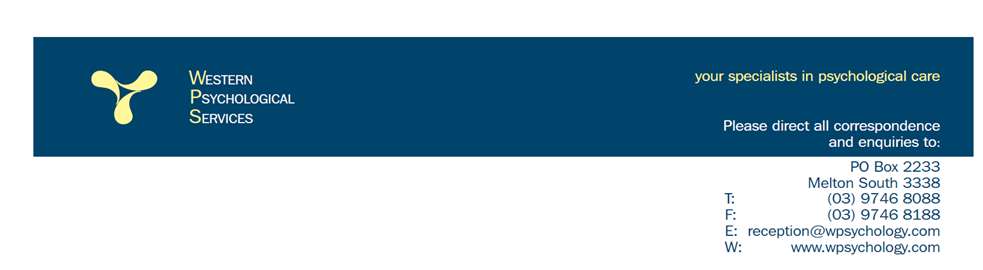 WESTERN
PSYCHOLOGICAL
SERVICES
your specialists in psychological care
Please direct all correspondence
and enquiries to:
PO Box 2233
Melton South 3338
T: (03) 9746 8088
F: (03) 9746 8188
E: reception@wpsychology.com
W: www.wpsychology.com